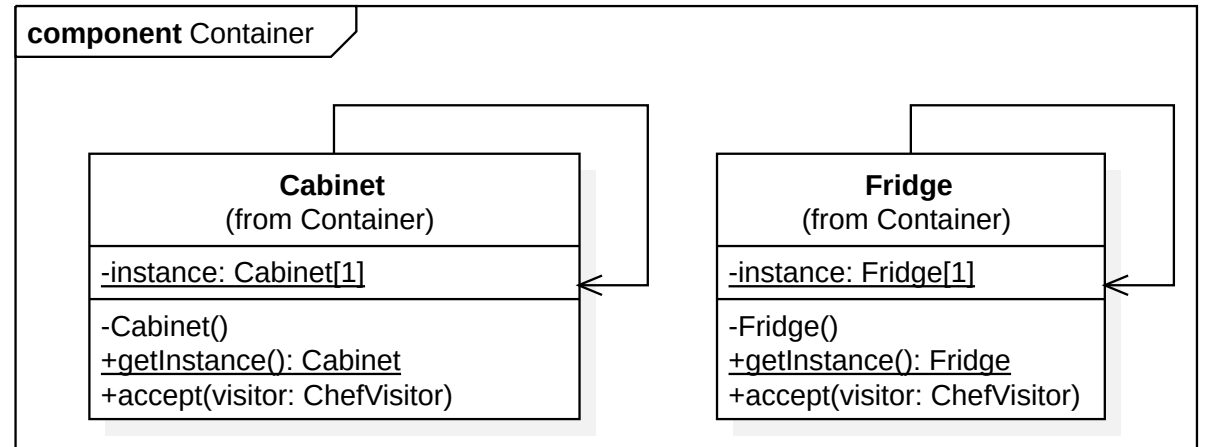 component Container
Cabinet
(from Container)
-instance: Cabinet[1]
-Cabinet()
+getInstance(): Cabinet
+accept(visitor: ChefVisitor)
Fridge
(from Container)
-instance: Fridge[1]
-Fridge()
+getInstance(): Fridge
+accept(visitor: ChefVisitor)